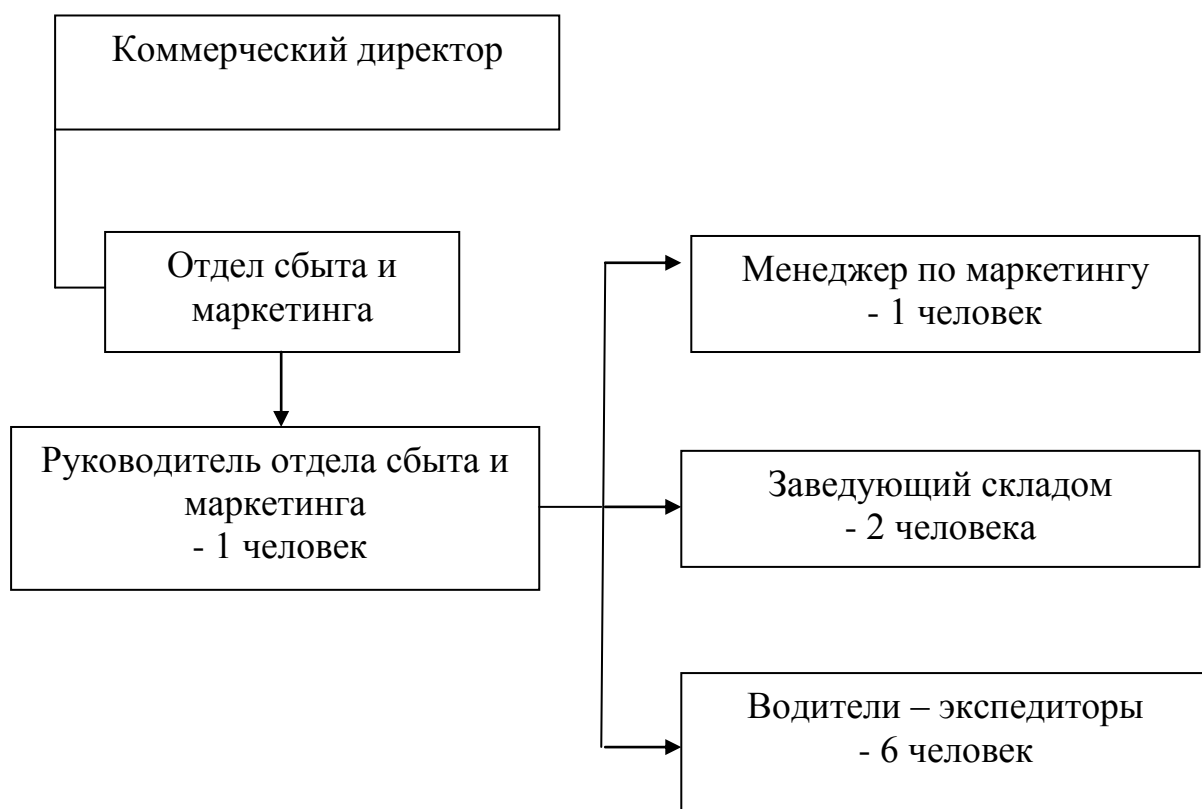 Коммерческий директор
Отдел сбыта и
маркетинга
Руководитель отдела сбыта и
маркетинга
- 1 человек
Менеджер по маркетингу
- 1 человек
Заведующий складом
- 2 человека
Водители – экспедиторы
- 6 человек